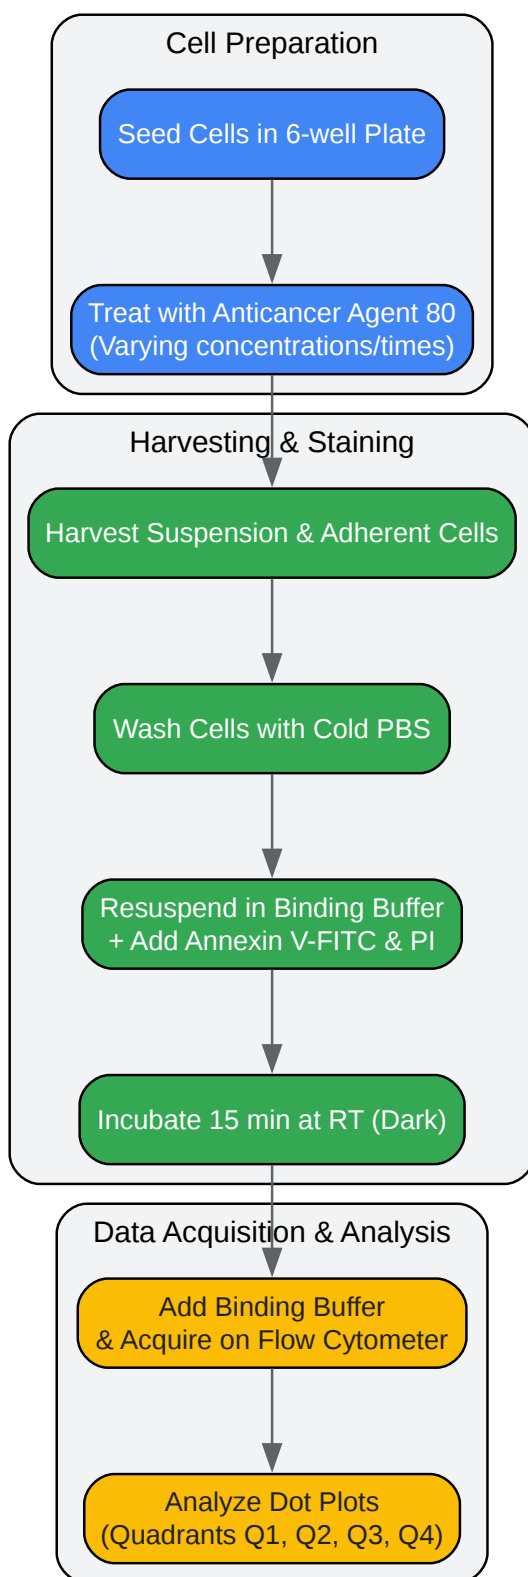 Cell Preparation
Seed Cells in 6-well Plate
Treat with Anticancer Agent 80
(Varying concentrations/times)
Harvesting & Staining
Harvest Suspension & Adherent Cells
Wash Cells with Cold PBS
Resuspend in Binding Buffer
+ Add Annexin V-FITC & PI
Incubate 15 min at RT (Dark)
Data Acquisition & Analysis
Add Binding Buffer
& Acquire on Flow Cytometer
Analyze Dot Plots
(Quadrants Q1, Q2, Q3, Q4)